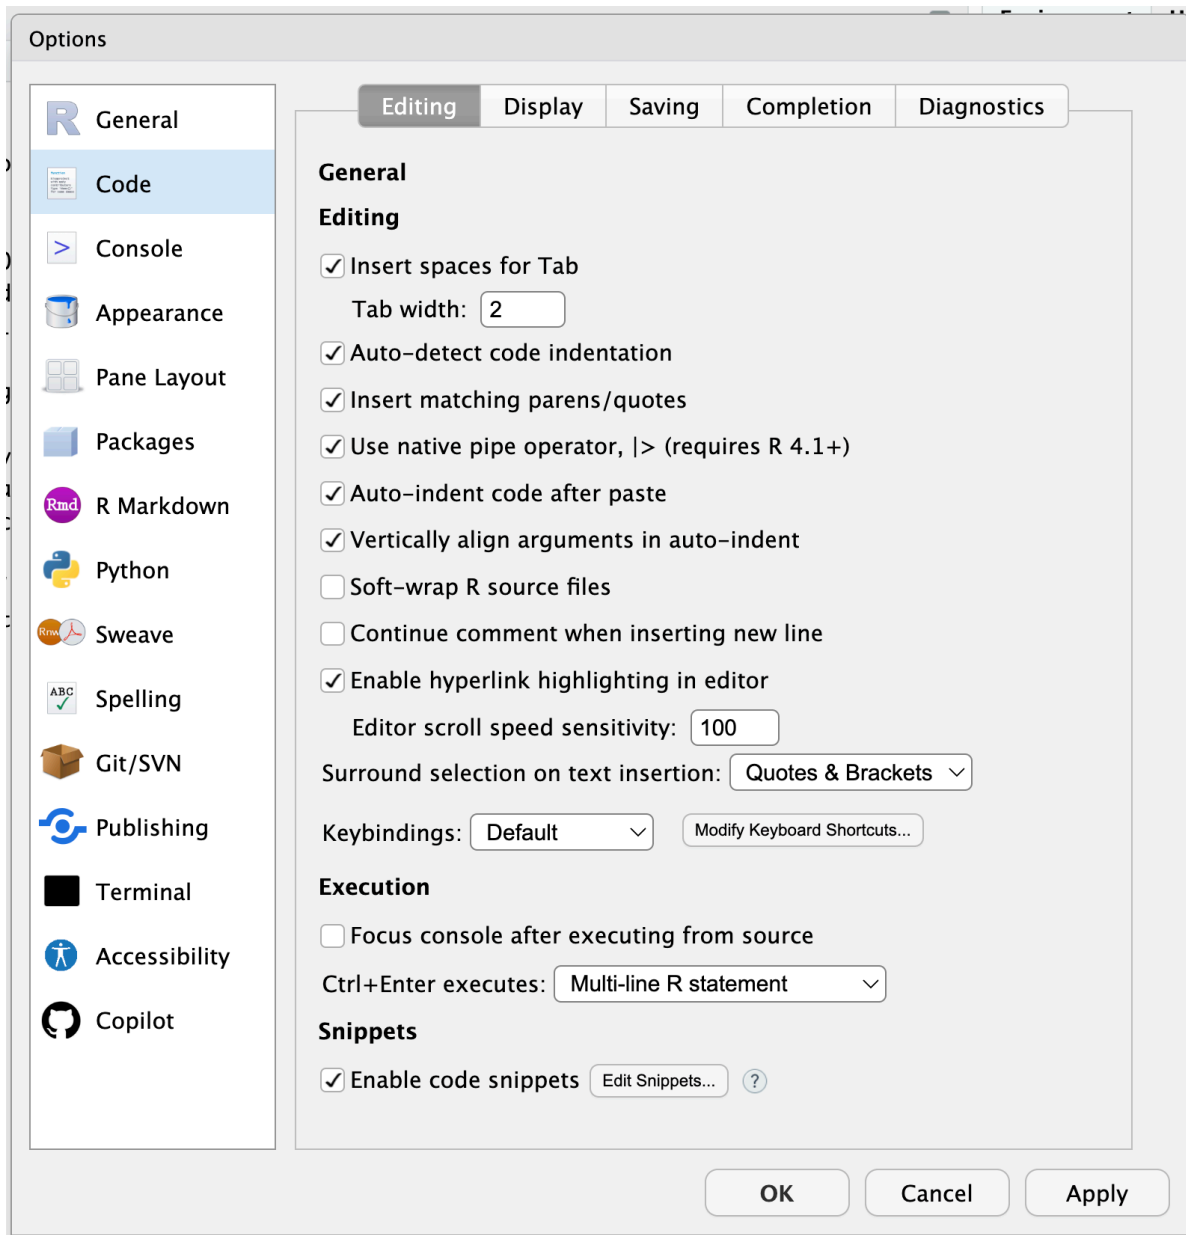 Options
General
Code
Console
Appearance
Pane Layout
Packages
Rmd R Markdown
Python
Rnw Sweave
ABC Spelling
Git/SVN
Publishing
Terminal
Accessibility
Copilot
Editing Display Saving Completion Diagnostics
General
Editing
Insert spaces for Tab
Tab width: 2
Auto-detect code indentation
Insert matching parens/quotes
Use native pipe operator, |> (requires R 4.1+)
Auto-indent code after paste
Vertically align arguments in auto-indent
Soft-wrap R source files
Continue comment when inserting new line
Enable hyperlink highlighting in editor
Editor scroll speed sensitivity: 100
Surround selection on text insertion: Quotes & Brackets
Keybindings: Default Modify Keyboard Shortcuts...
Execution
Focus console after executing from source
Ctrl+Enter executes: Multi-line R statement
Snippets
Enable code snippets Edit Snippets... ?
OK Cancel Apply